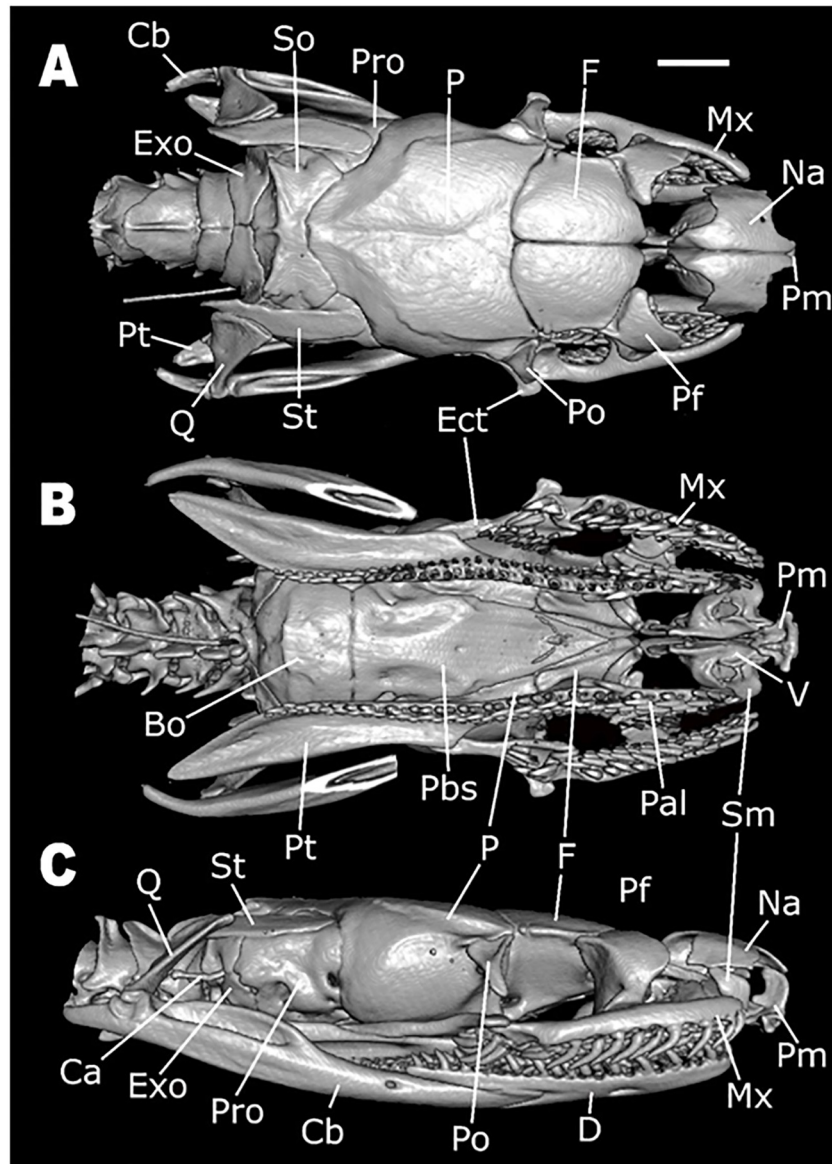 A
Cb
So
Pro
P
F
Mx
Exo
Na
Pm
Pt
Q
St
Ect
Po
Pf
B
Mx
Pm
Bo
V
Pbs
Pal
Pt
P
F
Sm
C
Q
St
Pf
Na
Ca
Exo
Pro
Cb
Po
D
Mx
Pm